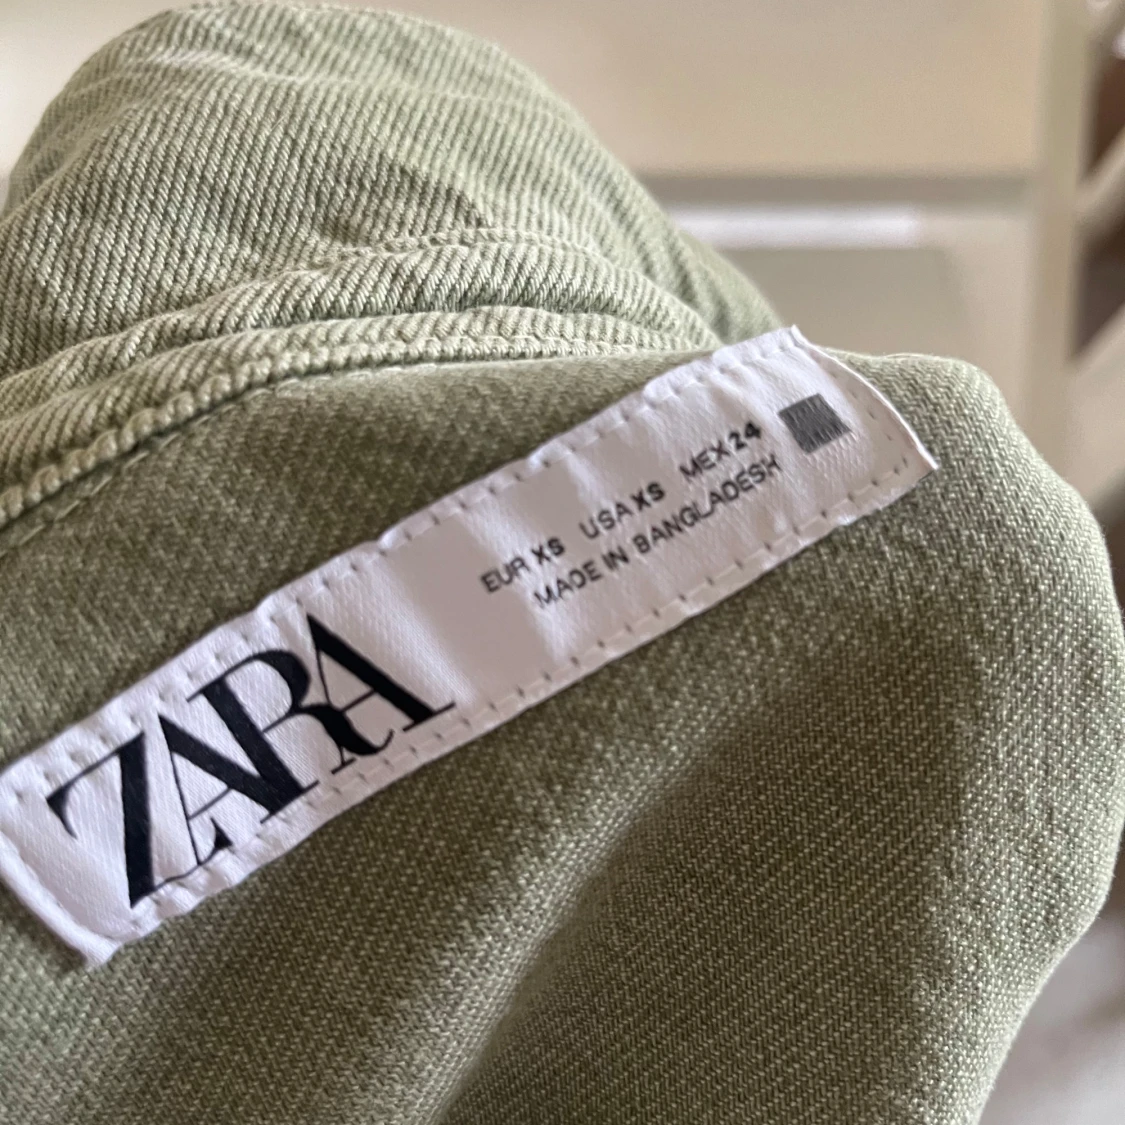 ZARA
EUR XS USA XS MEX 24
MADE IN BANGLADESH